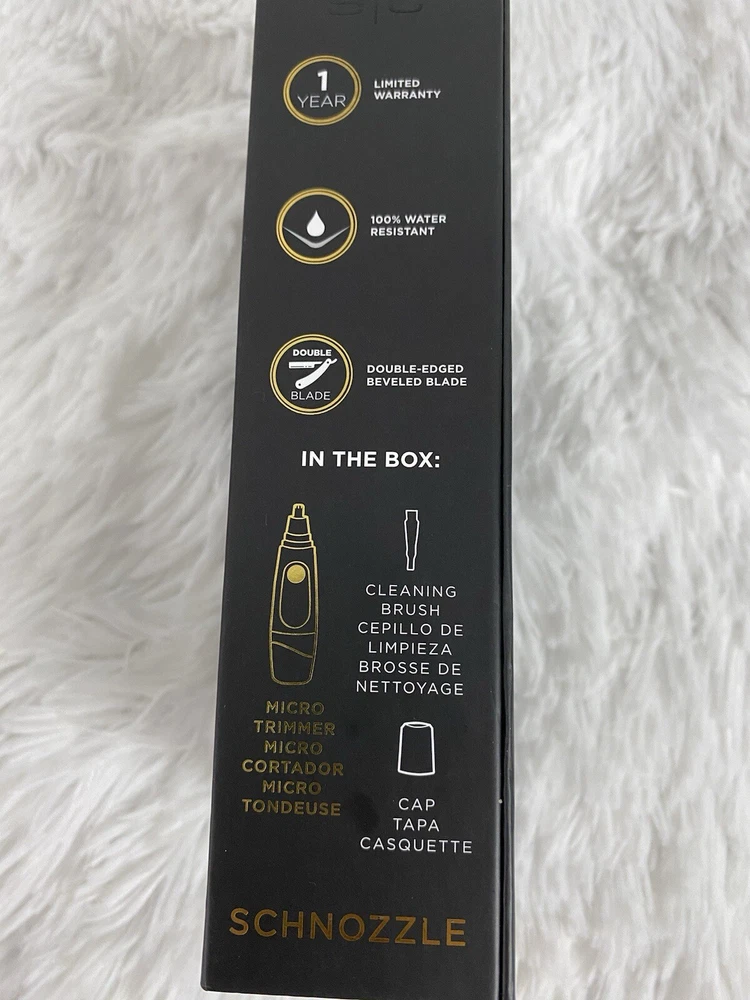 1
YEAR
LIMITED
WARRANTY
100% WATER
RESISTANT
DOUBLE
BLADE
DOUBLE-EDGED
BEVELED BLADE
IN THE BOX:
CLEANING
BRUSH
CEPILLO DE
LIMPIEZA
BROSSE DE
NETTOYAGE
MICRO
TRIMMER
MICRO
CORTADOR
MICRO
TONDEUSE
CAP
TAPA
CASQUETTE
SCHNOZZLE